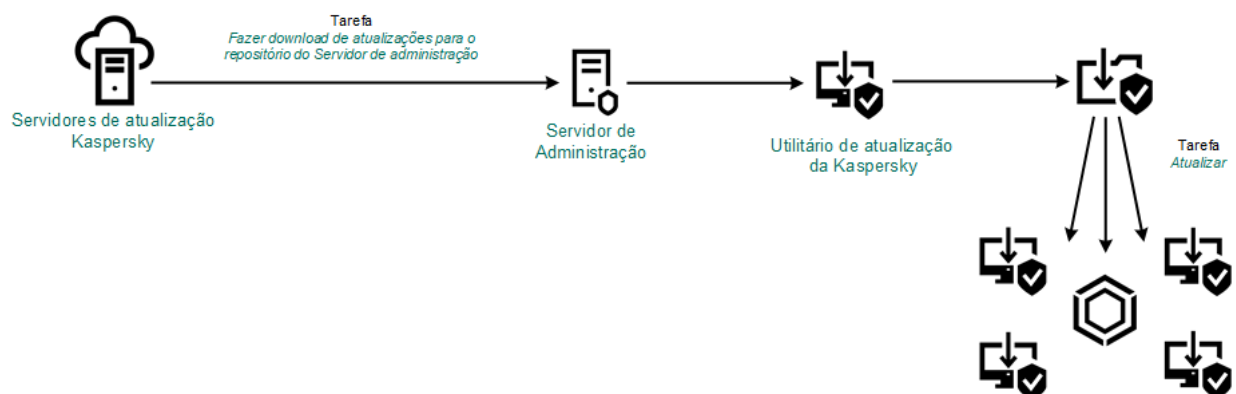 Tarefa
Fazer download de atualizações para o
repositório do Servidor de administração
Servidores de atualização
Kaspersky
Servidor de
Administração
Utilitário de atualização
da Kaspersky
Tarefa
Atualizar